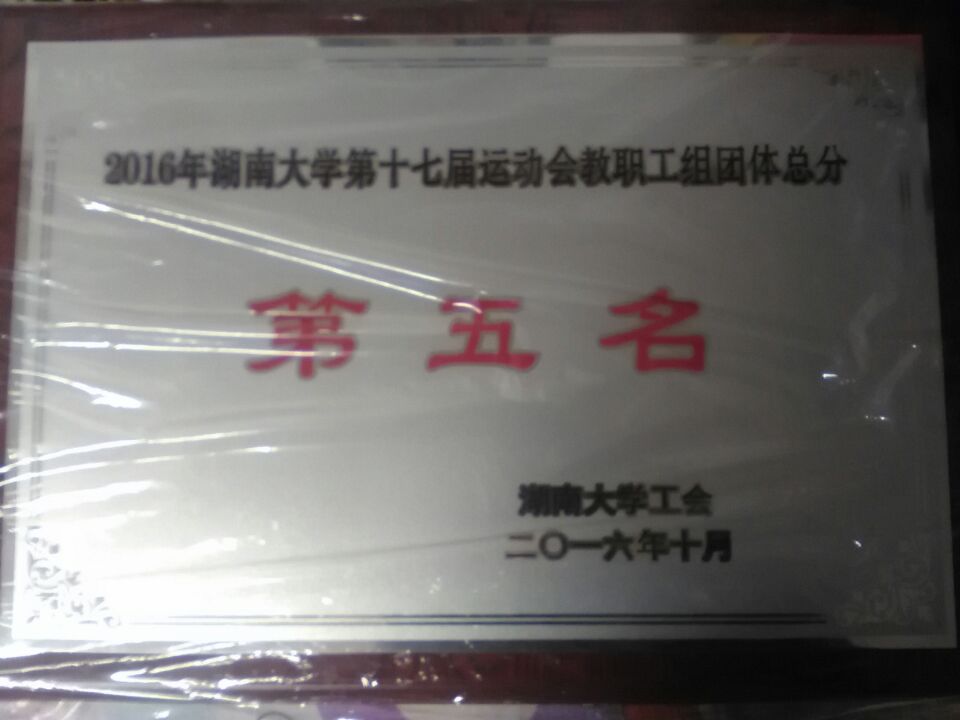 2016年湖南大学第十七届运动会教职工组团体总分
第五名
湖南大学工会
二〇一六年十月